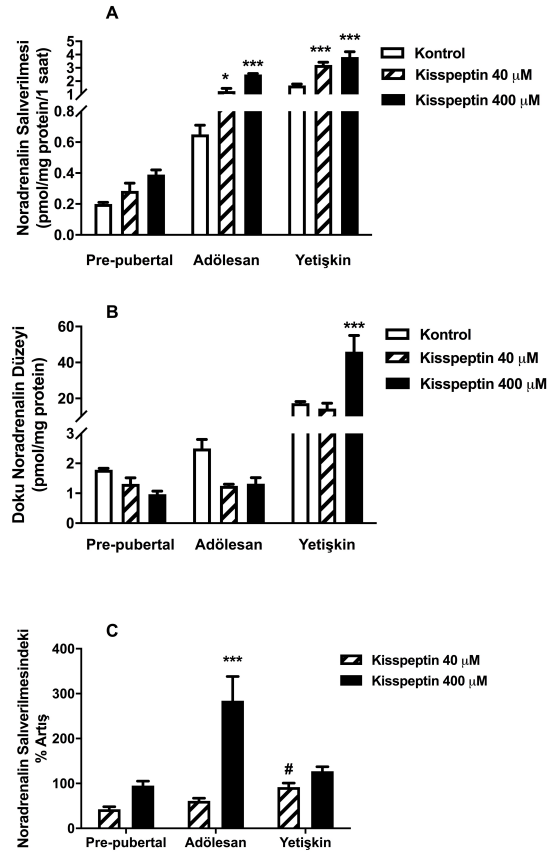 A
Noradrenalin Salıverilmesi
(pmol/mg protein/1 saat)
5
4
3
2
1
0.8
0.6
0.4
0.2
0.0
* *** *** ***
Pre-pubertal Adölesan Yetişkin
Kontrol
Kisspeptin 40 μM
Kisspeptin 400 μM
B
Doku Noradrenalin Düzeyi
(pmol/mg protein)
60
40
20
3
2
1
0
***
Pre-pubertal Adölesan Yetişkin
Kontrol
Kisspeptin 40 μM
Kisspeptin 400 μM
C
Noradrenalin Salıverilmesindeki
% Artış
400
300
200
100
0
*** #
Pre-pubertal Adölesan Yetişkin
Kisspeptin 40 μM
Kisspeptin 400 μM